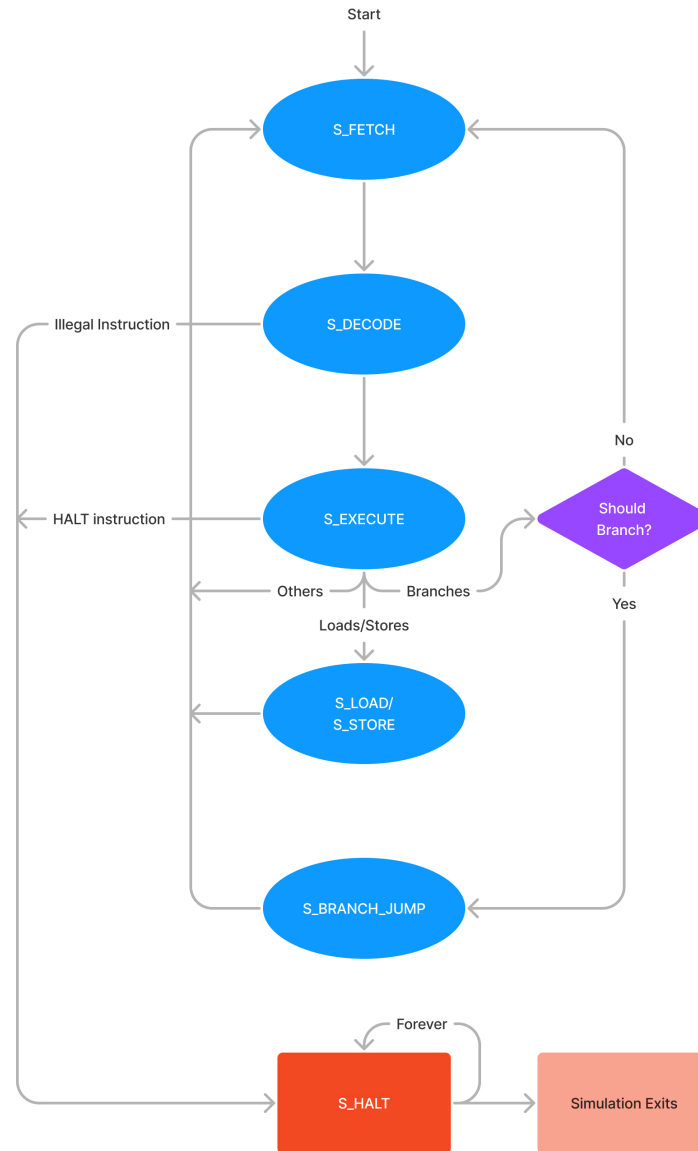 Start
S_FETCH
Illegal Instruction
S_DECODE
No
HALT instruction
S_EXECUTE
Should
Branch?
Others
Branches
Yes
Loads/Stores
S_LOAD/
S_STORE
S_BRANCH_JUMP
Forever
S_HALT
Simulation Exits